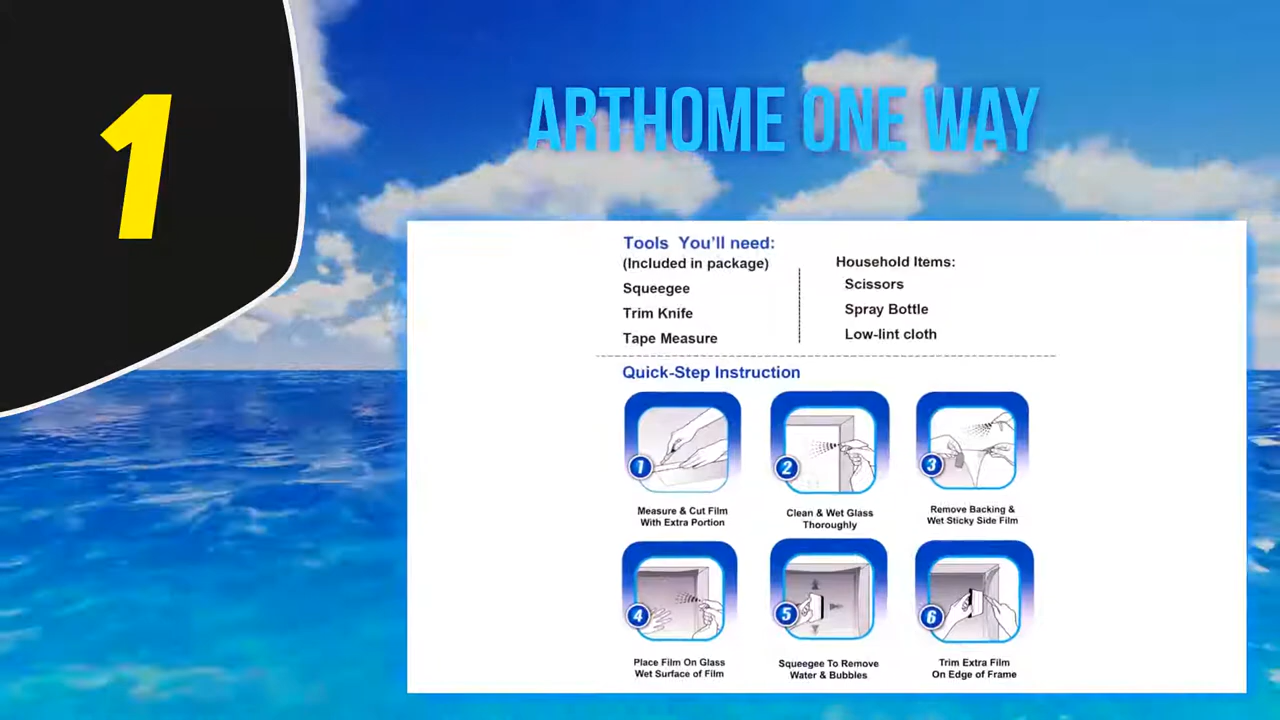 1
ARTHOME ONE WAY
Tools You'll need:
(Included in package)
Squeegee
Trim Knife
Tape Measure
Household Items:
Scissors
Spray Bottle
Low-lint cloth
Quick-Step Instruction
1
Measure & Cut Film
With Extra Portion
2
Clean & Wet Glass
Thoroughly
3
Remove Backing &
Wet Sticky Side Film
4
Place Film On Glass
Wet Surface of Film
5
Squeegee To Remove
Water & Bubbles
6
Trim Extra Film
On Edge of Frame